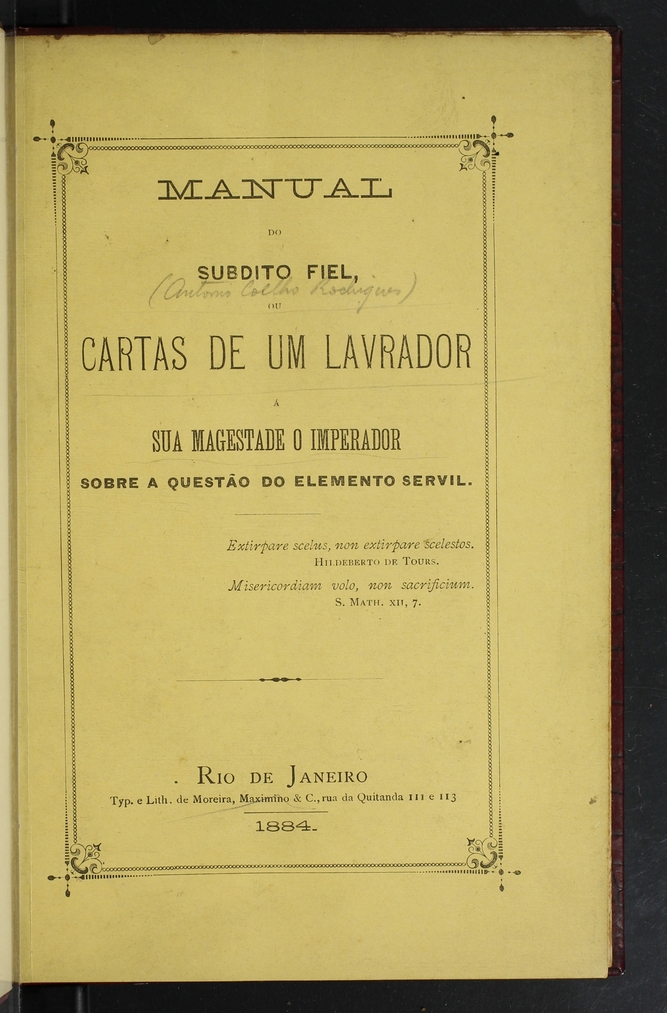 MANUAL
DO
SUBDITO FIEL,
(Antonio Coelho Rodrigues)
OU
CARTAS DE UM LAVRADOR
Á
SUA MAGESTADE O IMPERADOR
SOBRE A QUESTÃO DO ELEMENTO SERVIL.
Extirpare scelus, non extirpare scelestos.
HILDEBERTO DE TOURS.
Misericordiam volo, non sacrificium.
S. MATH. XII, 7.
RIO DE JANEIRO
Typ. e Lith. de Moreira, Maximino & C., rua da Quitanda 111 e 113
1884.